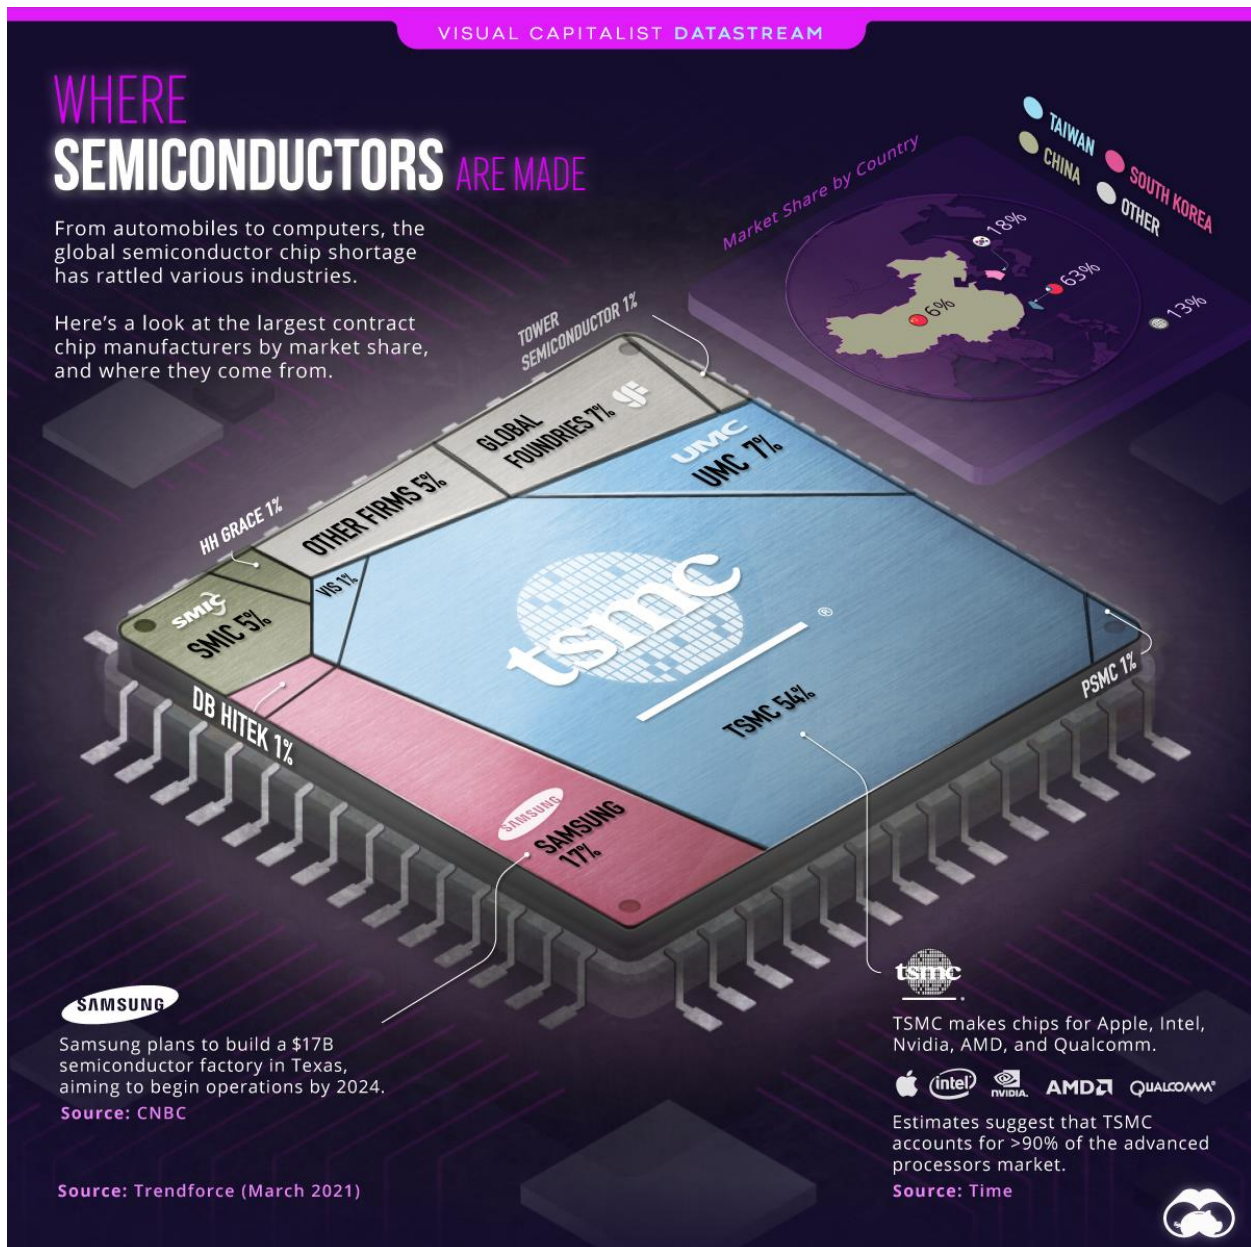 VISUAL CAPITALIST DATASTREAM
WHERE
SEMICONDUCTORS ARE MADE
From automobiles to computers, the
global semiconductor chip shortage
has rattled various industries.
Here's a look at the largest contract
chip manufacturers by market share,
and where they come from.
Market Share by Country
TAIWAN
SOUTH KOREA
CHINA
OTHER
18%
63%
6%
13%
TOWER
SEMICONDUCTOR 1%
GLOBAL
FOUNDRIES 7%
GF
UMC
UMC 7%
OTHER FIRMS 5%
HH GRACE 1%
VIS 1%
SMIC
SMIC 5%
DB HITEK 1%
tsmc
®
TSMC 54%
PSMC 1%
SAMSUNG
SAMSUNG
17%
SAMSUNG
Samsung plans to build a $17B
semiconductor factory in Texas,
aiming to begin operations by 2024.
Source: CNBC
Source: Trendforce (March 2021)
tsmc
TSMC makes chips for Apple, Intel,
Nvidia, AMD, and Qualcomm.
intel NVIDIA. AMD QUALCOMM®
Estimates suggest that TSMC
accounts for >90% of the advanced
processors market.
Source: Time